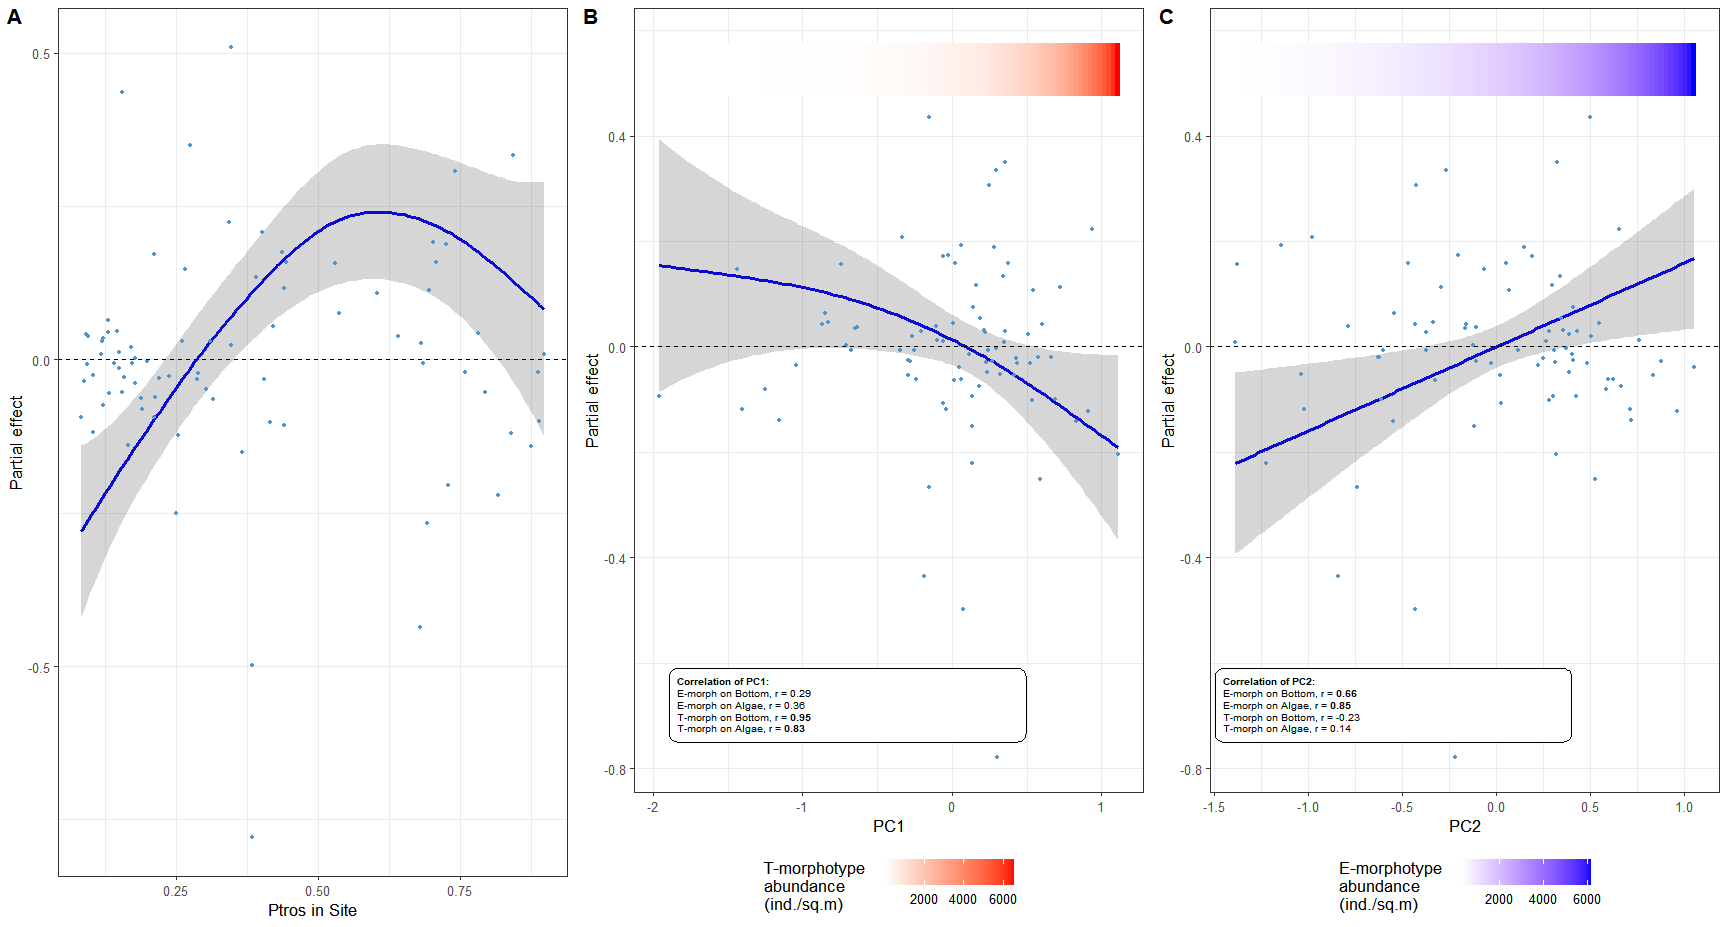 A
B
C
0.5
0.0
-0.5
Partial effect
0.25
0.50
0.75
Ptros in Site
0.4
0.0
-0.4
-0.8
Partial effect
Correlation of PC1:
E-morph on Bottom, r = 0.29
E-morph on Algae, r = 0.36
T-morph on Bottom, r = 0.95
T-morph on Algae, r = 0.83
-2
-1
0
1
PC1
T-morphotype
abundance
(ind./sq.m)
2000
4000
6000
0.4
0.0
-0.4
-0.8
Partial effect
Correlation of PC2:
E-morph on Bottom, r = 0.66
E-morph on Algae, r = 0.85
T-morph on Bottom, r = -0.23
T-morph on Algae, r = 0.14
-1.5
-1.0
-0.5
0.0
0.5
1.0
PC2
E-morphotype
abundance
(ind./sq.m)
2000
4000
6000